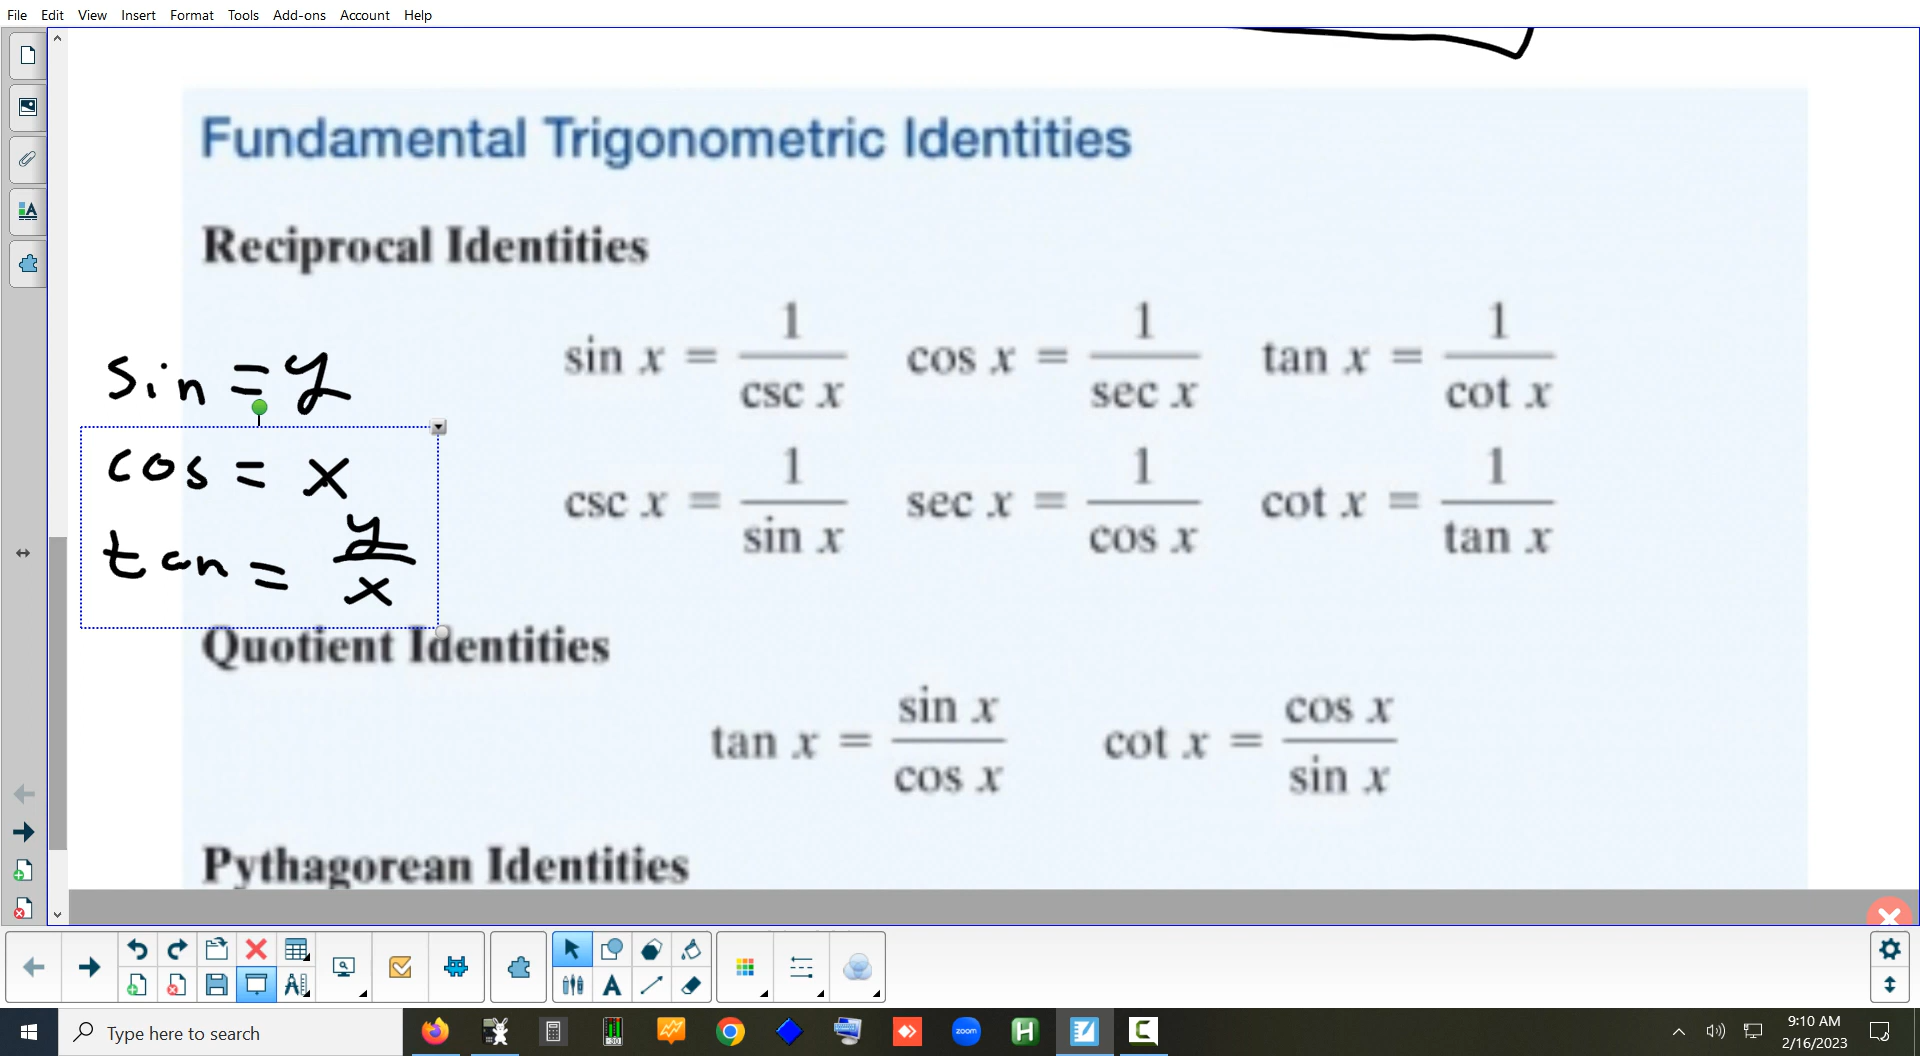 File Edit View Insert Format Tools Add-ons Account Help
Fundamental Trigonometric Identities
Reciprocal Identities
sin = y
cos = x
tan = y/x
sin x = 1/csc x cos x = 1/sec x tan x = 1/cot x
csc x = 1/sin x sec x = 1/cos x cot x = 1/tan x
Quotient Identities
tan x = sin x/cos x cot x = cos x/sin x
Pythagorean Identities
Type here to search
zoom
9:10 AM
2/16/2023